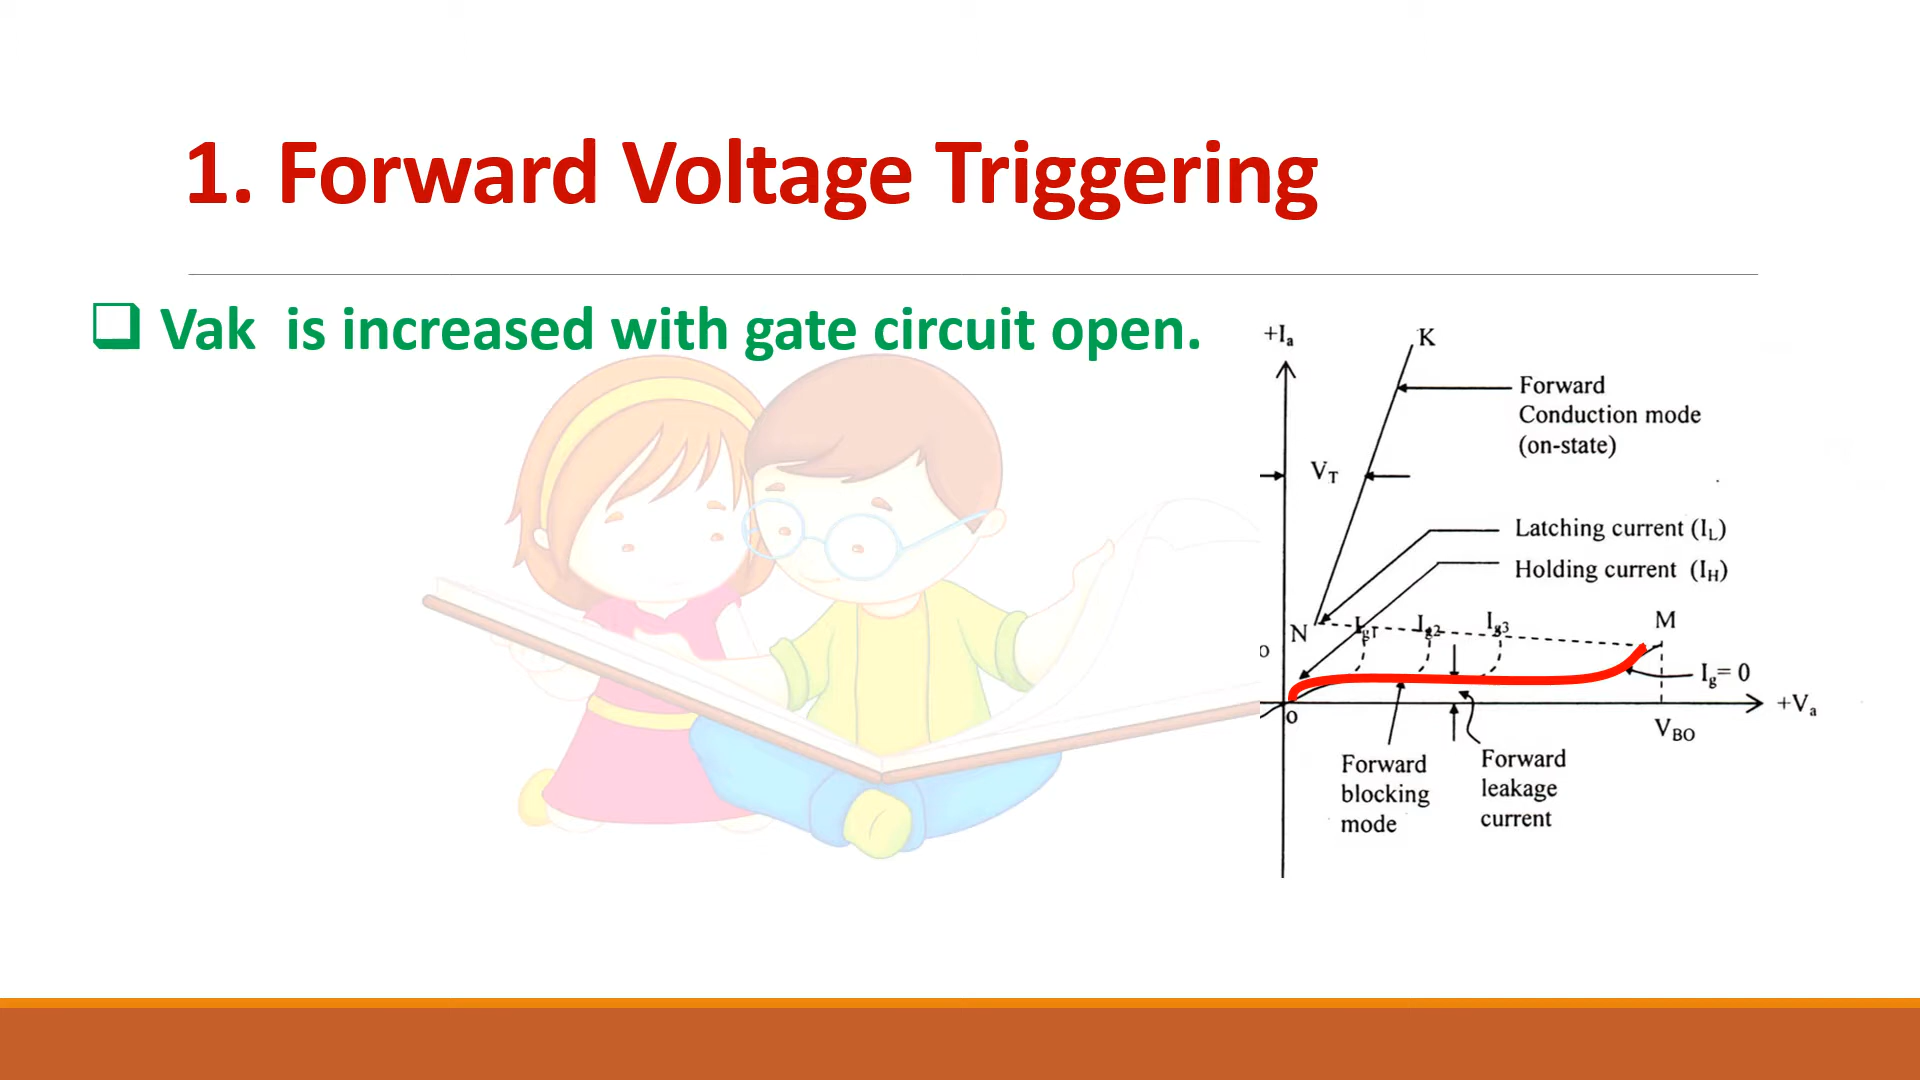 1. Forward Voltage Triggering
Vak is increased with gate circuit open.
+Ia
K
Forward
Conduction mode
(on-state)
VT
Latching current (IL)
Holding current (IH)
N
Ig1
Ig2
Ig3
M
o
Ig= 0
+Va
o
VBO
Forward
blocking
mode
Forward
leakage
current